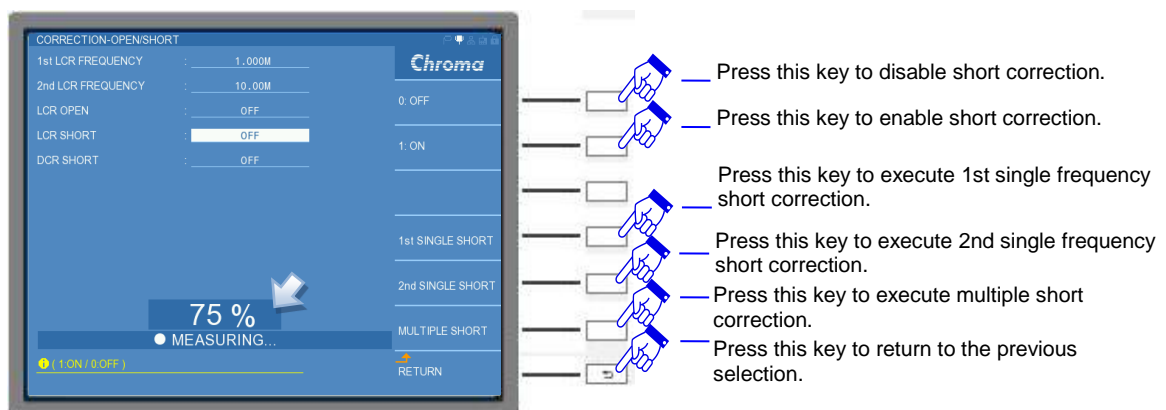 CORRECTION-OPEN/SHORT
1st LCR FREQUENCY : 1.000M
2nd LCR FREQUENCY : 10.00M
LCR OPEN : OFF
LCR SHORT : OFF
DCR SHORT : OFF
75 %
MEASURING...
( 1:ON / 0:OFF )
Chroma
0: OFF
1: ON
1st SINGLE SHORT
2nd SINGLE SHORT
MULTIPLE SHORT
RETURN
Press this key to disable short correction.
Press this key to enable short correction.
Press this key to execute 1st single frequency
short correction.
Press this key to execute 2nd single frequency
short correction.
Press this key to execute multiple short
correction.
Press this key to return to the previous
selection.